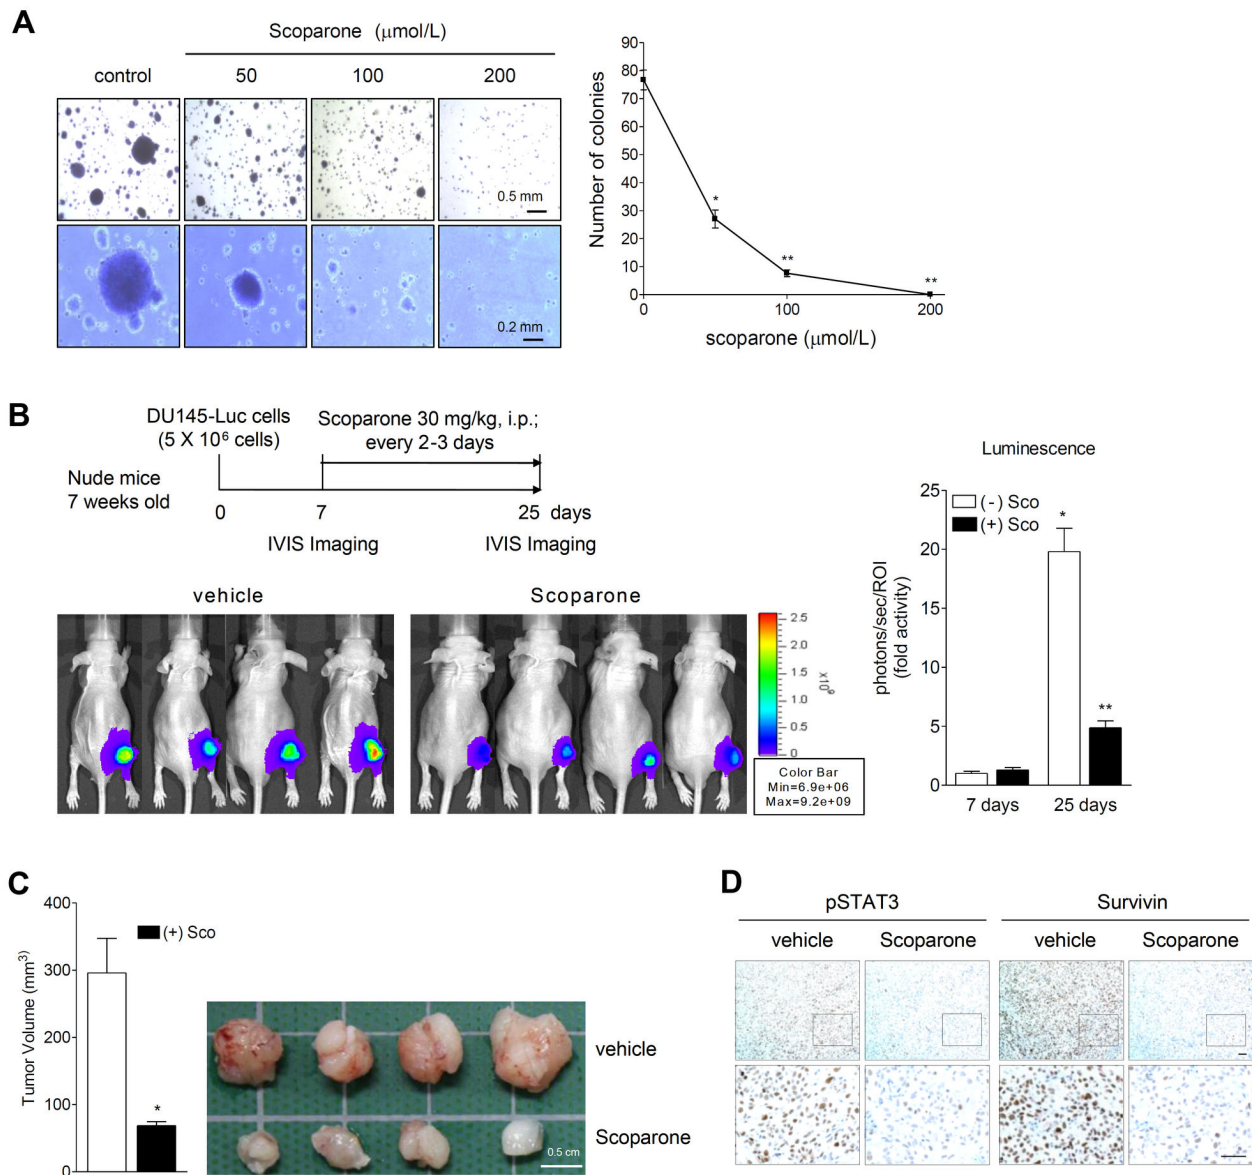 A
Scoparone (μmol/L)
control 50 100 200
0.5 mm
0.2 mm
90
80
70
60
50
40
30
20
10
0
Number of colonies
*
**
**
0 100 200
scoparone (μmol/L)
B
DU145-Luc cells
(5 X 10⁶ cells)
Scoparone 30 mg/kg, i.p.;
every 2-3 days
Nude mice
7 weeks old
0 7 25 days
IVIS Imaging IVIS Imaging
vehicle Scoparone
2.5
2.0
1.5
1.0
0.5
0
x10⁹
Color Bar
Min=6.9e+06
Max=9.2e+09
Luminescence
(-) Sco
(+) Sco
25
20
15
10
5
0
photons/sec/ROI
(fold activity)
*
**
7 days 25 days
C
400
300
200
100
0
Tumor Volume (mm³)
(+) Sco
*
vehicle
Scoparone
0.5 cm
D
pSTAT3 Survivin
vehicle Scoparone vehicle Scoparone